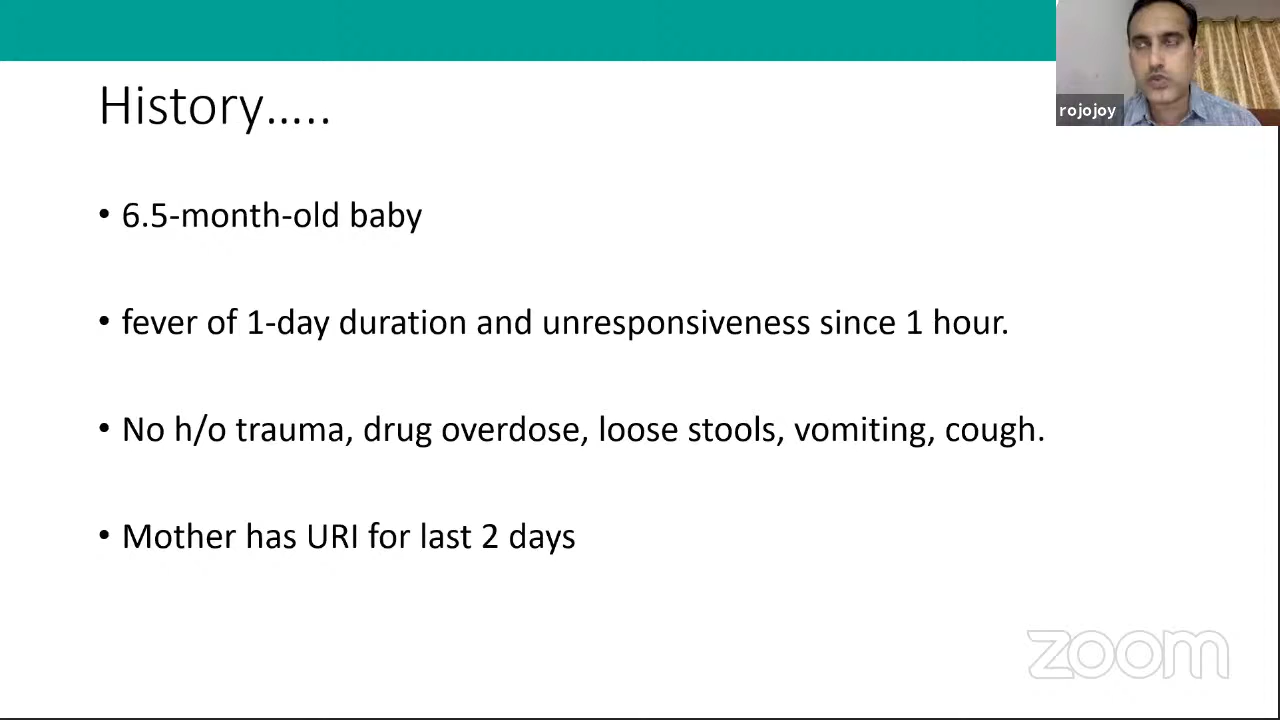 History.....
rojojoy
• 6.5-month-old baby
• fever of 1-day duration and unresponsiveness since 1 hour.
• No h/o trauma, drug overdose, loose stools, vomiting, cough.
• Mother has URI for last 2 days
zoom